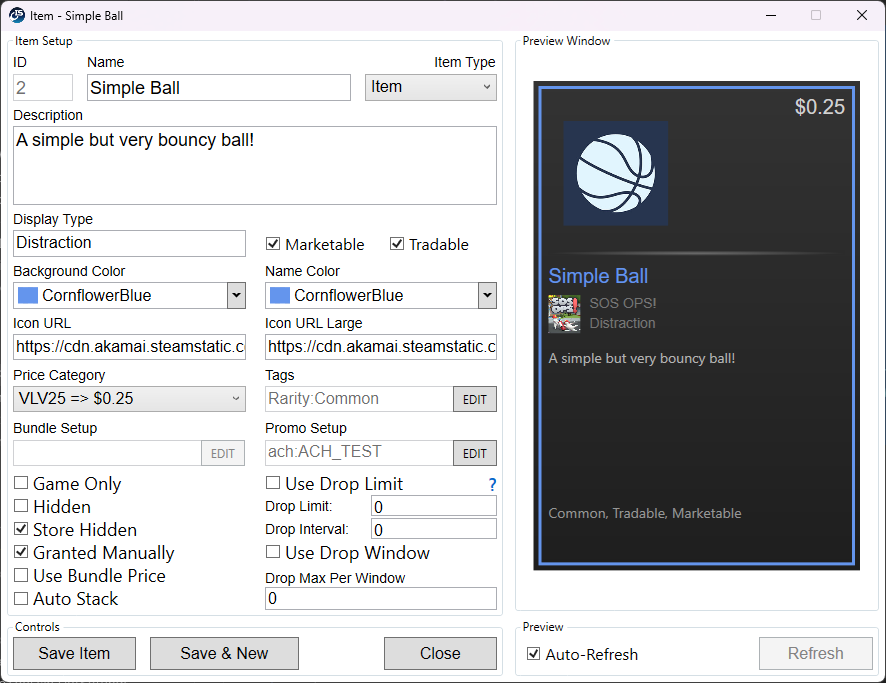 Item - Simple Ball
Item Setup
ID
Name
Item Type
2
Simple Ball
Item
Description
A simple but very bouncy ball!
Display Type
Distraction
Marketable
Tradable
Background Color
Name Color
CornflowerBlue
CornflowerBlue
Icon URL
Icon URL Large
https://cdn.akamai.steamstatic.c
https://cdn.akamai.steamstatic.c
Price Category
Tags
VLV25 => $0.25
Rarity:Common
EDIT
Bundle Setup
Promo Setup
EDIT
ach:ACH_TEST
EDIT
Game Only
Use Drop Limit
?
Hidden
Drop Limit:
0
Store Hidden
Drop Interval:
0
Granted Manually
Use Drop Window
Use Bundle Price
Drop Max Per Window
Auto Stack
0
Controls
Save Item
Save & New
Close
Preview Window
$0.25
Simple Ball
SOS OPS!
SOS OPS!
Distraction
A simple but very bouncy ball!
Common, Tradable, Marketable
Preview
Auto-Refresh
Refresh